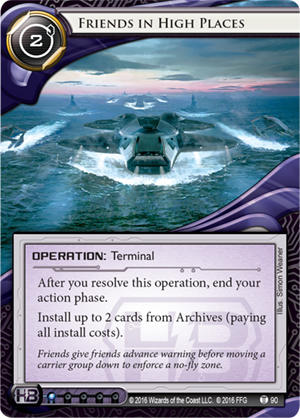 FRIENDS IN HIGH PLACES
2
OPERATION: Terminal
After you resolve this operation, end your
action phase.
Install up to 2 cards from Archives (paying
all install costs).
Friends give friends advance warning before moving a
carrier group down to enforce a no-fly zone.
Illus. Simon Weaner
HB
© 2016 Wizards of the Coast LLC. © 2016 FFG
90